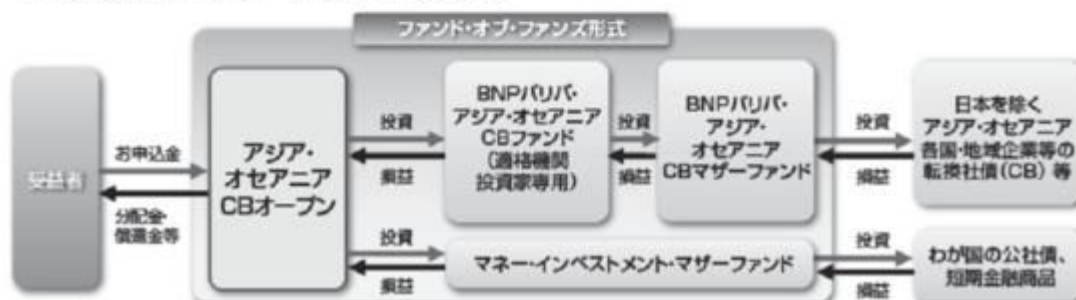 ファンド・オブ・ファンズ形式
受益者
お申込金
分配金・
償還金等
アジア・
オセアニア
CBオープン
投資
損益
BNPパリバ・
アジア・オセアニア
CBファンド
(適格機関
投資家専用)
投資
損益
BNPパリバ・
アジア・
オセアニア
CBマザーファンド
投資
損益
日本を除く
アジア・オセアニア
各国・地域企業等の
転換社債(CB)等
投資
損益
マネー・インベストメント・マザーファンド
投資
損益
わが国の公社債、
短期金融商品